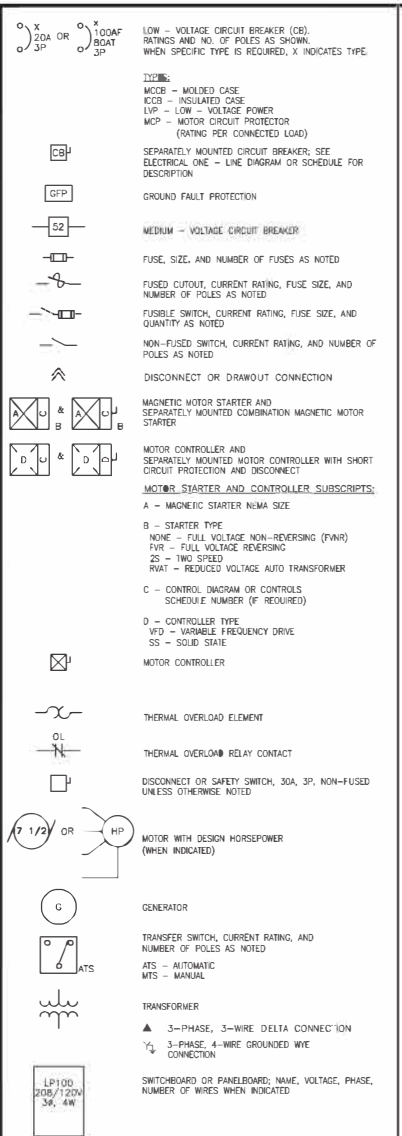 X
20A OR
3P
X
100AF
80AT
3P
LOW - VOLTAGE CIRCUIT BREAKER (CB).
RATINGS AND NO. OF POLES AS SHOWN.
WHEN SPECIFIC TYPE IS REQUIRED, X INDICATES TYPE.
MCCB - MOLDED CASE
ICCB - INSULATED CASE
LVP - LOW - VOLTAGE POWER
MCP - MOTOR CIRCUIT PROTECTOR
(RATING PER CONNECTED LOAD)
CB
SEPARATELY MOUNTED CIRCUIT BREAKER; SEE
ELECTRICAL ONE - LINE DIAGRAM OR SCHEDULE FOR
DESCRIPTION
GFP
GROUND FAULT PROTECTION
52
MEDIUM - VOLTAGE CIRCUIT BREAKER
FUSE, SIZE, AND NUMBER OF FUSES AS NOTED
FUSED CUTOUT, CURRENT RATING, FUSE SIZE, AND
NUMBER OF POLES AS NOTED
FUSIBLE SWITCH, CURRENT RATING, FUSE SIZE, AND
QUANTITY AS NOTED
NON-FUSED SWITCH, CURRENT RATING, AND NUMBER OF
POLES AS NOTED
DISCONNECT OR DRAWOUT CONNECTION
A C B & A C B
MAGNETIC MOTOR STARTER AND
SEPARATELY MOUNTED COMBINATION MAGNETIC MOTOR
STARTER
D C & D C
MOTOR CONTROLLER AND
SEPARATELY MOUNTED MOTOR CONTROLLER WITH SHORT
CIRCUIT PROTECTION AND DISCONNECT
MOTOR STARTER AND CONTROLLER SUBSCRIPTS:
A - MAGNETIC STARTER NEMA SIZE
B - STARTER TYPE
NONE - FULL VOLTAGE NON-REVERSING (FVNR)
FVR - FULL VOLTAGE REVERSING
2S - TWO SPEED
RVAT - REDUCED VOLTAGE AUTO TRANSFORMER
C - CONTROL DIAGRAM OR CONTROLS
SCHEDULE NUMBER (IF REQUIRED)
D - CONTROLLER TYPE
VFD - VARIABLE FREQUENCY DRIVE
SS - SOLID STATE
MOTOR CONTROLLER
THERMAL OVERLOAD ELEMENT
OL
THERMAL OVERLOAD RELAY CONTACT
DISCONNECT OR SAFETY SWITCH, 30A, 3P, NON-FUSED
UNLESS OTHERWISE NOTED
7 1/2 OR HP
MOTOR WITH DESIGN HORSEPOWER
(WHEN INDICATED)
G
GENERATOR
ATS
TRANSFER SWITCH, CURRENT RATING, AND
NUMBER OF POLES AS NOTED
ATS - AUTOMATIC
MTS - MANUAL
TRANSFORMER
3-PHASE, 3-WIRE DELTA CONNECTION
3-PHASE, 4-WIRE GROUNDED WYE
CONNECTION
LP100
208/120V
3ø, 4W
SWITCHBOARD OR PANELBOARD; NAME, VOLTAGE, PHASE,
NUMBER OF WIRES WHEN INDICATED